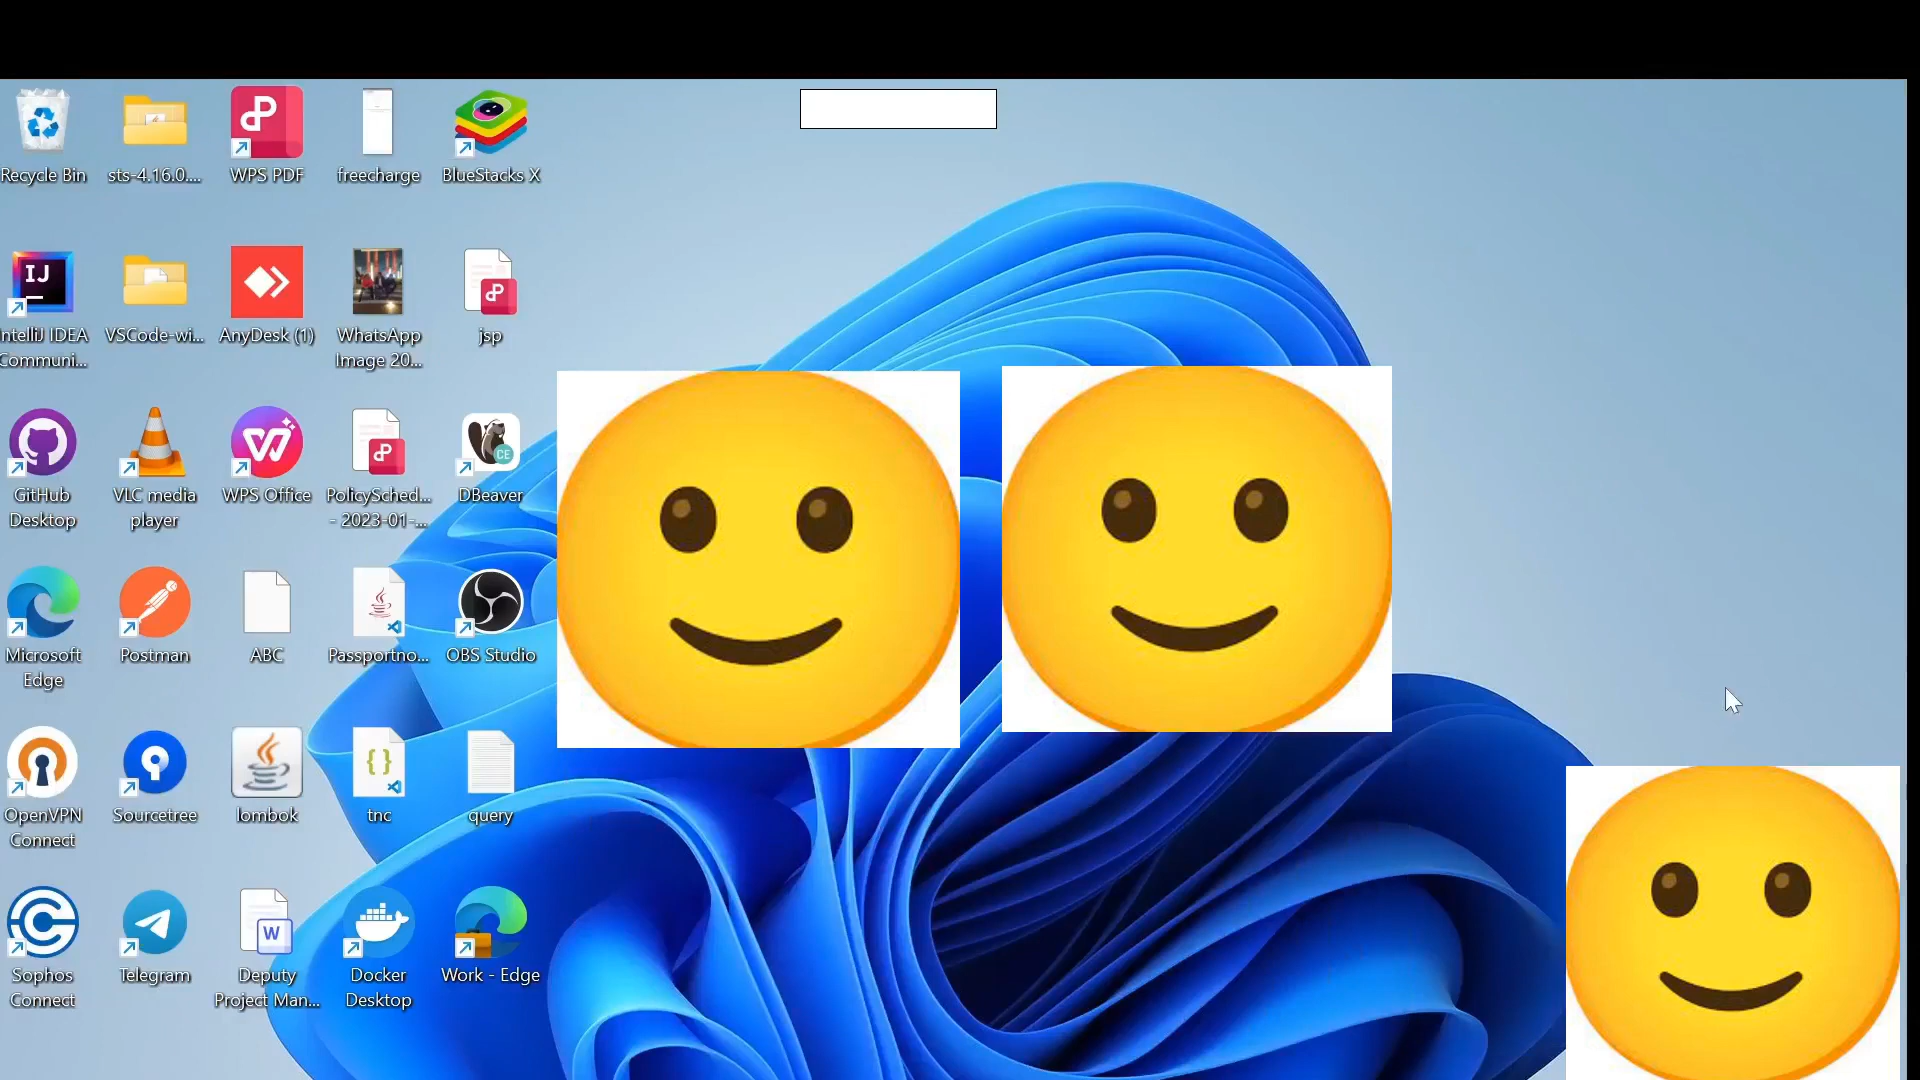 Recycle Bin
sts-4.16.0....
WPS PDF
freecharge
BlueStacks X
IntelliJ IDEA
Communi...
VSCode-wi...
AnyDesk (1)
WhatsApp
Image 20...
jsp
GitHub
Desktop
VLC media
player
WPS Office
PolicySched...
- 2023-01-...
DBeaver
Microsoft
Edge
Postman
ABC
Passportno...
OBS Studio
OpenVPN
Connect
Sourcetree
lombok
tnc
query
Sophos
Connect
Telegram
Deputy
Project Man...
Docker
Desktop
Work - Edge